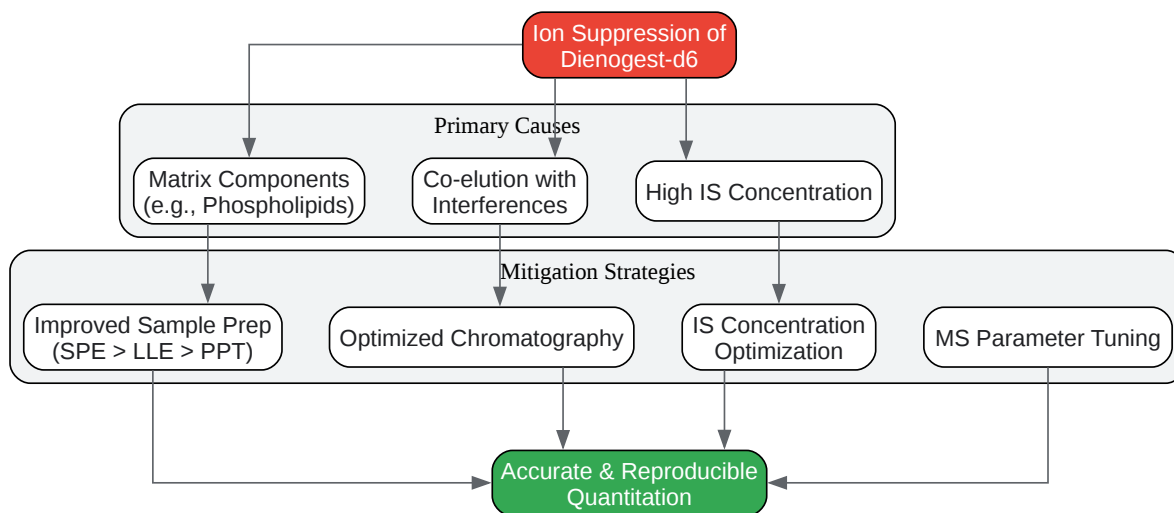 Ion Suppression of
Dienogest-d6
Primary Causes
Matrix Components
(e.g., Phospholipids)
Co-elution with
Interferences
High IS Concentration
Mitigation Strategies
Improved Sample Prep
(SPE > LLE > PPT)
Optimized Chromatography
IS Concentration
Optimization
MS Parameter Tuning
Accurate & Reproducible
Quantitation